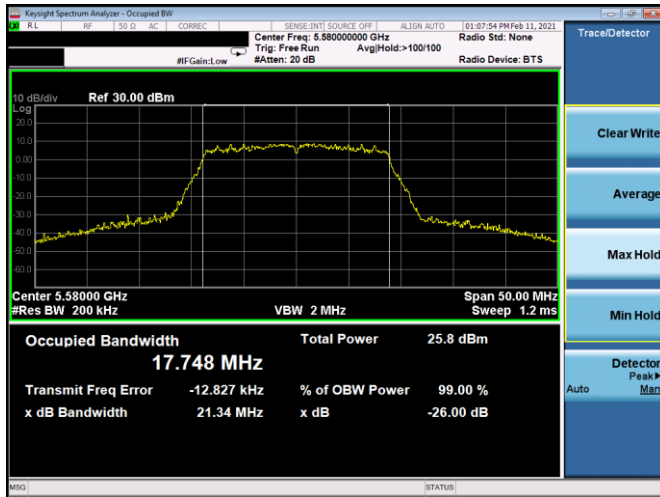 Keysight Spectrum Analyzer - Occupied BW
RL RF 50 Ω AC CORREC SENSE:INT SOURCE OFF ALIGN AUTO 01:07:54 PM Feb 11, 2021
Center Freq: 5.580000000 GHz Radio Std: None
Trig: Free Run Avg|Hold:>100/100
#IFGain:Low #Atten: 20 dB Radio Device: BTS
Trace/Detector
10 dB/div Ref 30.00 dBm
Log
20.0
10.0
0.00
-10.0
-20.0
-30.0
-40.0
-50.0
-60.0
Center 5.58000 GHz Span 50.00 MHz
#Res BW 200 kHz VBW 2 MHz Sweep 1.2 ms
Occupied Bandwidth Total Power 25.8 dBm
17.748 MHz
Transmit Freq Error -12.827 kHz % of OBW Power 99.00 %
x dB Bandwidth 21.34 MHz x dB -26.00 dB
Clear Write
Average
Max Hold
Min Hold
Detector
Peak▶
Auto Man
MSG STATUS